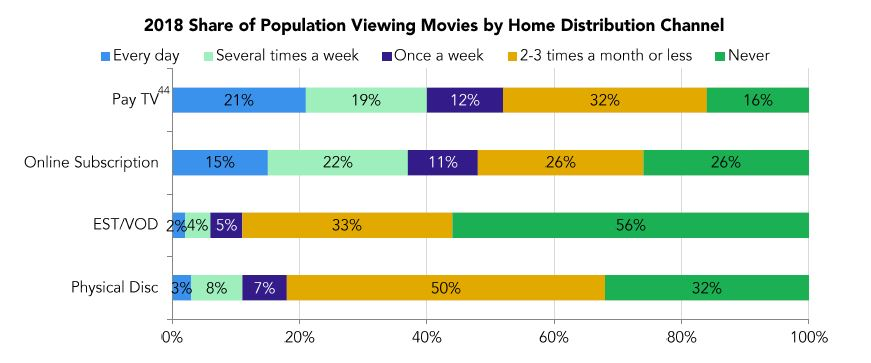 2018 Share of Population Viewing Movies by Home Distribution Channel
Every day Several times a week Once a week 2-3 times a month or less Never
Pay TV44 21% 19% 12% 32% 16%
Online Subscription 15% 22% 11% 26% 26%
EST/VOD 2% 4% 5% 33% 56%
Physical Disc 3% 8% 7% 50% 32%
0% 20% 40% 60% 80% 100%